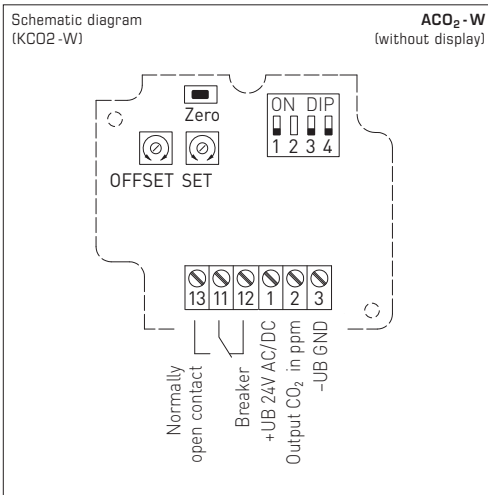 Schematic diagram
(KCO2-W)
ACO₂-W
(without display)
Zero
ON DIP
1 2 3 4
OFFSET SET
13 11 12 1 2 3
Normally
open contact
Breaker
+UB 24V AC/DC
Output CO₂ in ppm
-UB GND